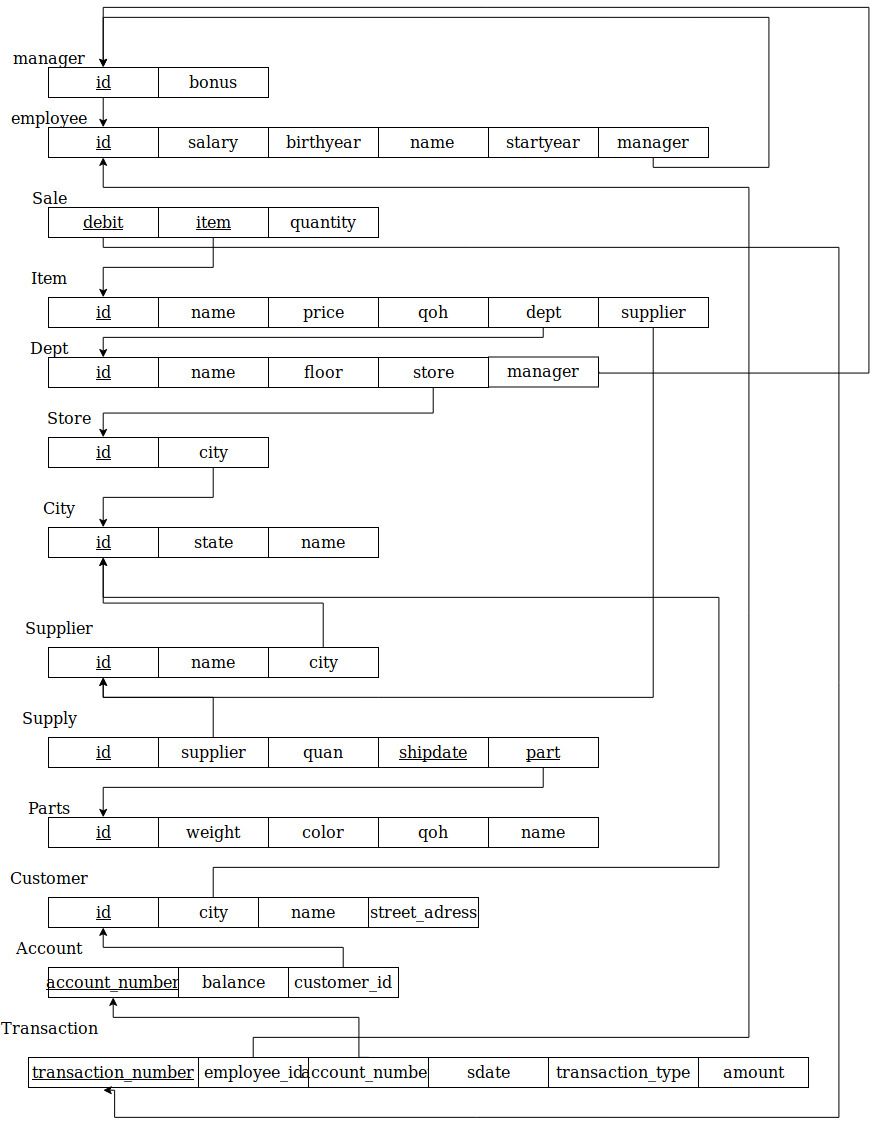 manager
id bonus
employee
id salary birthyear name startyear manager
Sale
debit item quantity
Item
id name price qoh dept supplier
Dept
id name floor store manager
Store
id city
City
id state name
Supplier
id name city
Supply
id supplier quan shipdate part
Parts
id weight color qoh name
Customer
id city name street_adress
Account
account_number balance customer_id
Transaction
transaction_number employee_id account_number sdate transaction_type amount